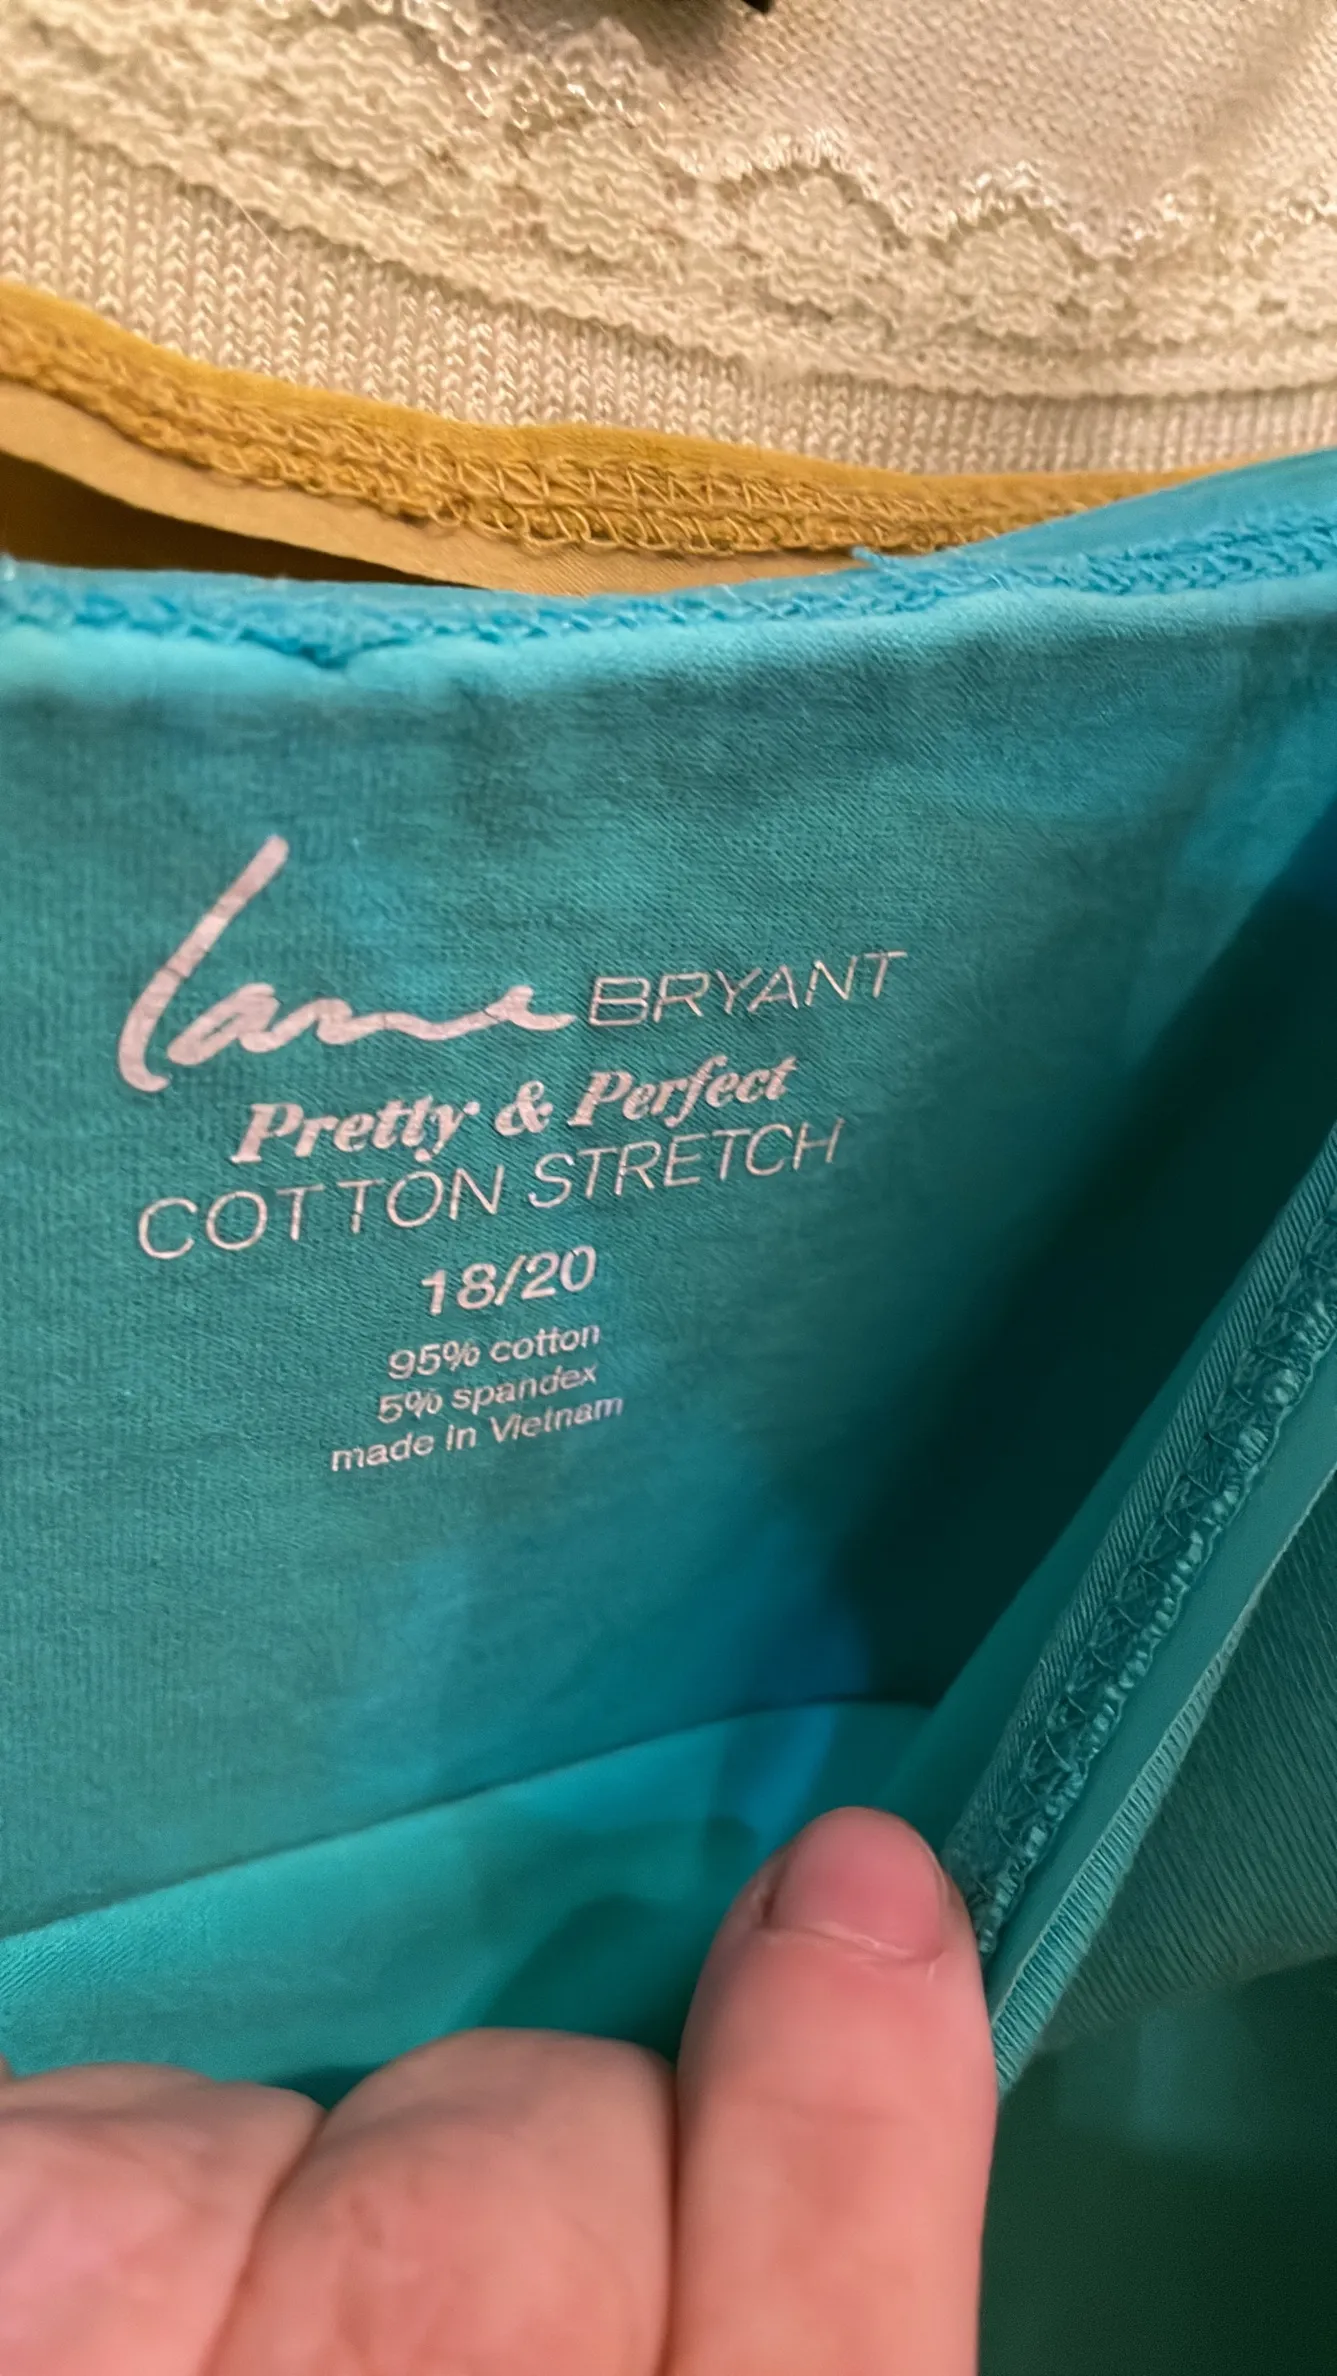 Lane BRYANT
Pretty & Perfect
COTTON STRETCH
18/20
95% cotton
5% spandex
made in Vietnam